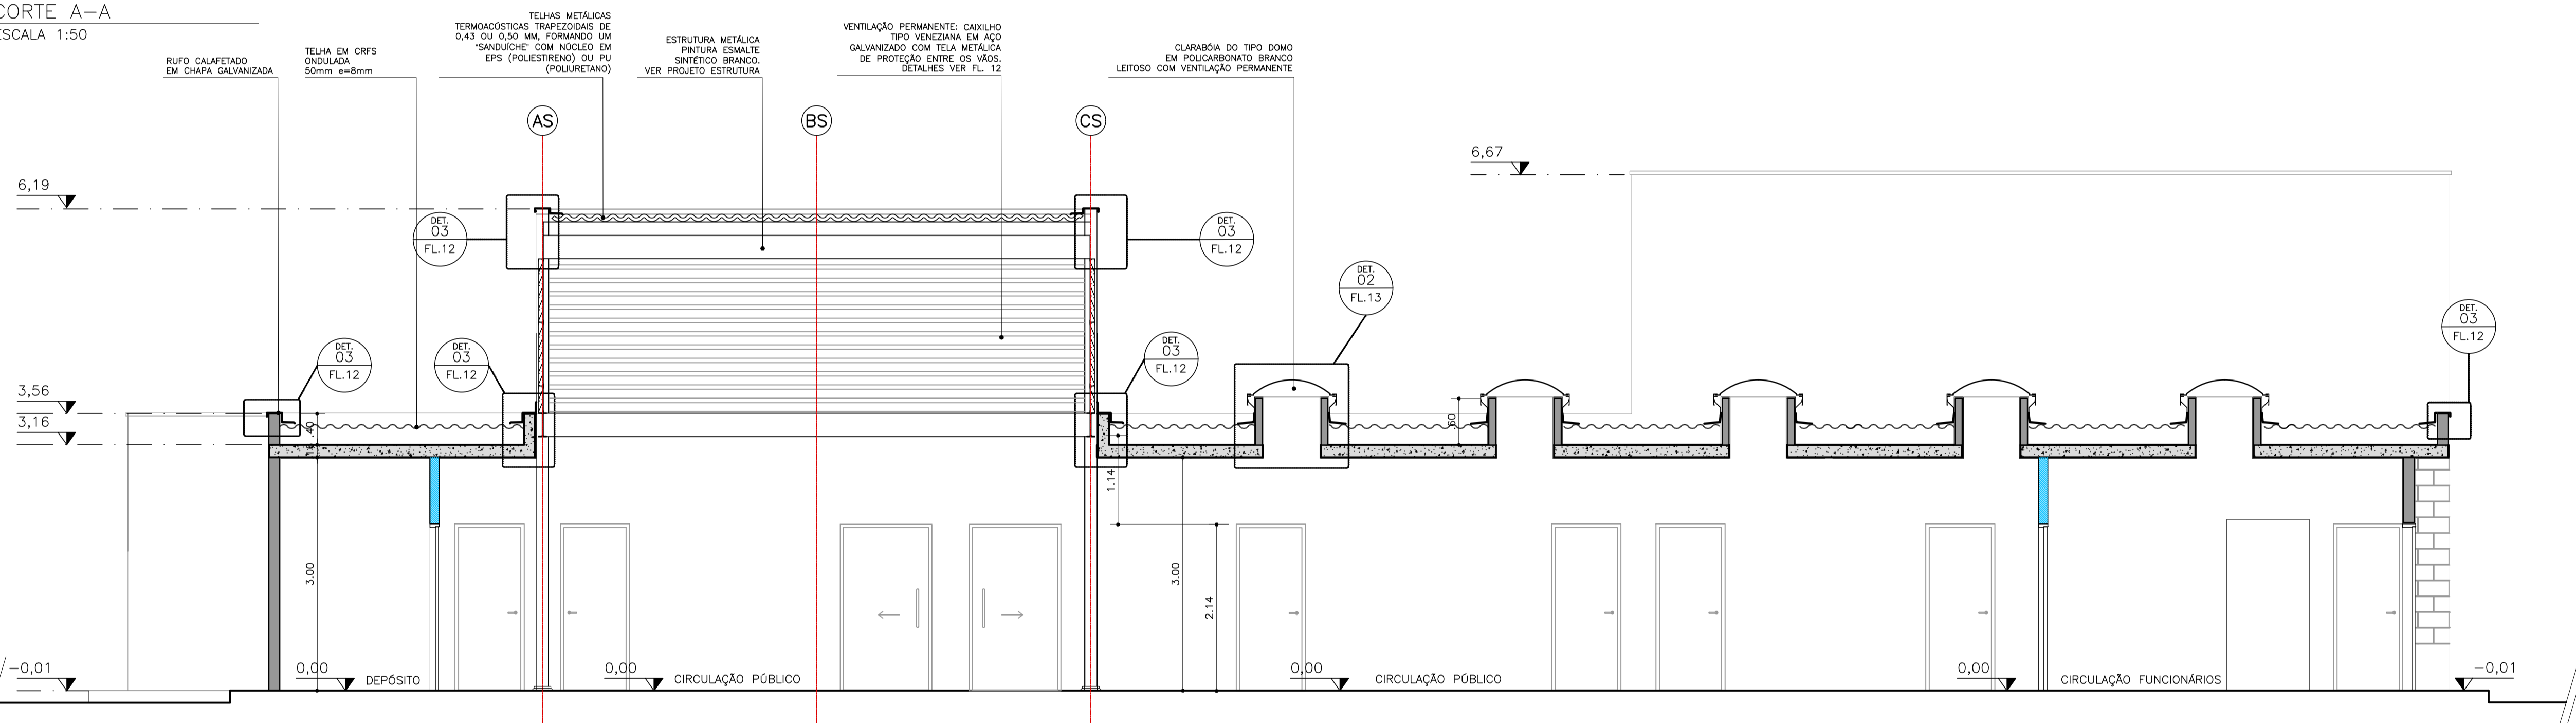 CORTE A-A
ESCALA 1:50
RUFO CALAFETADO
EM CHAPA GALVANIZADA
TELHA EM CRFS
ONDULADA
50mm e=8mm
TELHAS METÁLICAS
TERMOACÚSTICAS TRAPEZOIDAIS DE
0,43 OU 0,50 MM, FORMANDO UM
"SANDUÍCHE" COM NÚCLEO EM
EPS (POLIESTIRENO) OU PU
(POLIURETANO)
ESTRUTURA METÁLICA
PINTURA ESMALTE
SINTÉTICO BRANCO.
VER PROJETO ESTRUTURA
VENTILAÇÃO PERMANENTE: CAIXILHO
TIPO VENEZIANA EM AÇO
GALVANIZADO COM TELA METÁLICA
DE PROTEÇÃO ENTRE OS VÃOS.
DETALHES VER FL. 12
CLARABÓIA DO TIPO DOMO
EM POLICARBONATO BRANCO
LEITOSO COM VENTILAÇÃO PERMANENTE
AS
BS
CS
6,67
6,19
DET.
03
FL.12
DET.
03
FL.12
DET.
02
FL.13
DET.
03
FL.12
DET.
03
FL.12
DET.
03
FL.12
DET.
03
FL.12
3,56
3,16
.40
.60
1.14
3.00
3.00
2.14
-0,01
0,00
DEPÓSITO
0,00
CIRCULAÇÃO PÚBLICO
0,00
CIRCULAÇÃO PÚBLICO
0,00
CIRCULAÇÃO FUNCIONÁRIOS
-0,01